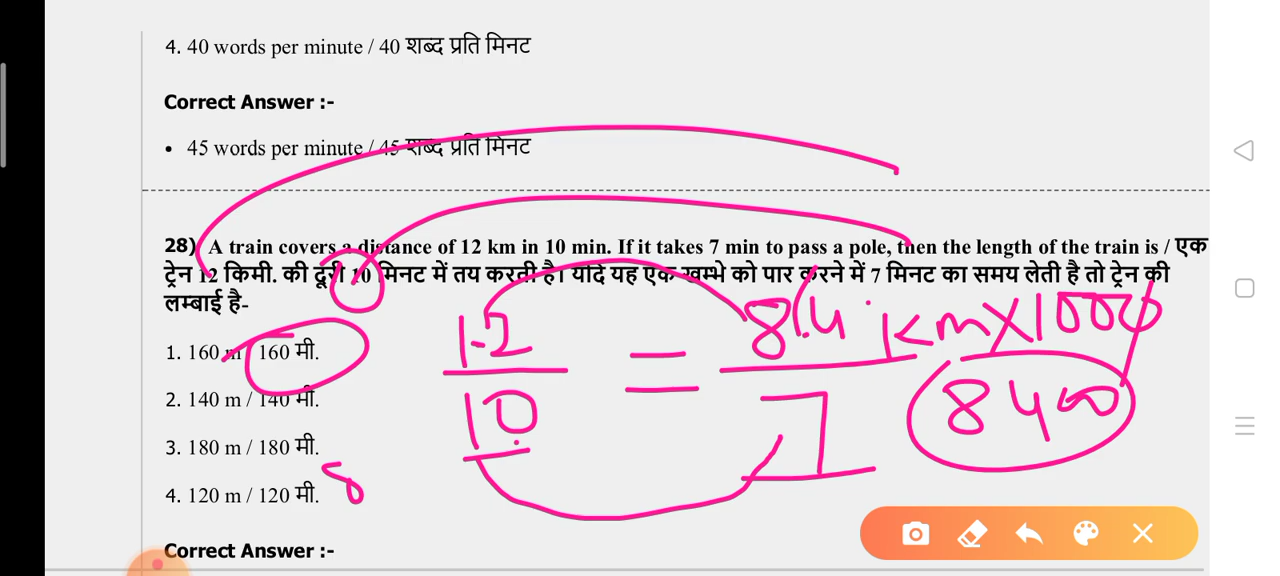 4. 40 words per minute / 40 शब्द प्रति मिनट
Correct Answer :-
• 45 words per minute / 45 शब्द प्रति मिनट
28) A train covers a distance of 12 km in 10 min. If it takes 7 min to pass a pole, then the length of the train is / एक
ट्रेन 12 किमी. की दूरी 10 मिनट में तय करती है। यदि यह एक खम्भे को पार करने में 7 मिनट का समय लेती है तो ट्रेन की
लम्बाई है-
1. 160 m / 160 मी.
2. 140 m / 140 मी.
3. 180 m / 180 मी.
4. 120 m / 120 मी.
8
1.2
10
=
8.4 km x 1000
7
8400
Correct Answer :-